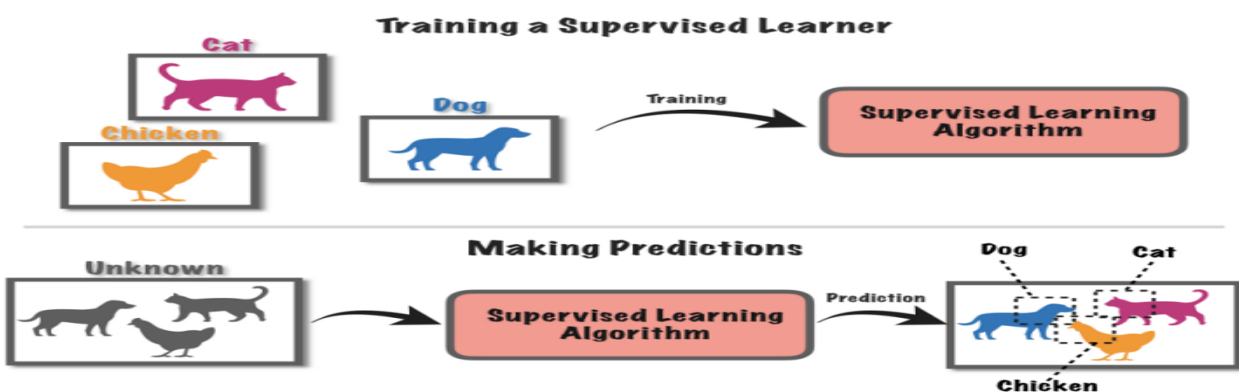 Training a Supervised Learner
Cat
Dog
Training
Supervised Learning
Algorithm
Chicken
Making Predictions
Unknown
Supervised Learning
Algorithm
Prediction
Dog
Cat
Chicken